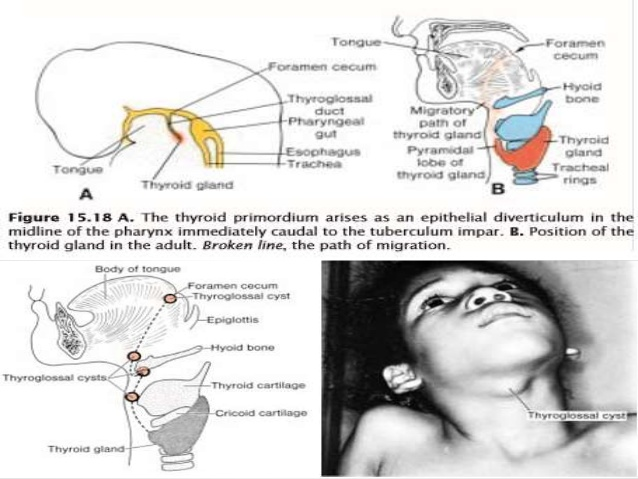 Tongue
Foramen cecum
Thyroglossal
duct
Pharyngeal
gut
Esophagus
Trachea
Tongue
Thyroid gland
A
Tongue
Foramen
cecum
Hyoid
bone
Migratory
path of
thyroid gland
Pyramidal
lobe of
thyroid gland
Thyroid
gland
Tracheal
rings
B
Figure 15.18 A. The thyroid primordium arises as an epithelial diverticulum in the
midline of the pharynx immediately caudal to the tuberculum impar. B. Position of the
thyroid gland in the adult. Broken line, the path of migration.
Body of tongue
Foramen cecum
Thyroglossal cyst
Epiglottis
Hyoid bone
Thyroglossal cysts
Thyroid cartilage
Cricoid cartilage
Thyroid gland
Thyroglossal cyst